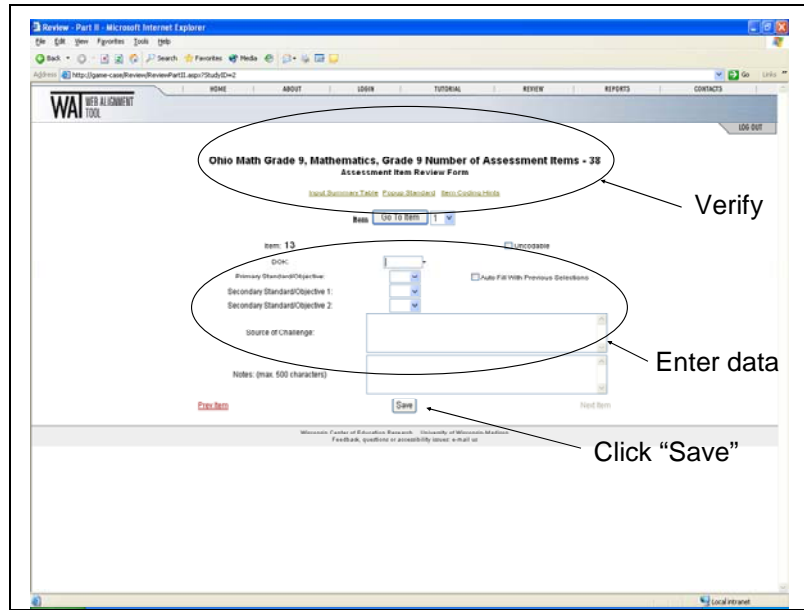 Review - Part II - Microsoft Internet Explorer
File Edit View Favorites Tools Help
Back Search Favorites Media
Address http://game-case/Review/ReviewPartII.aspx?StudyID=2 Go Links
WAT WEB ALIGNMENT TOOL
HOME ABOUT LOGIN TUTORIAL REVIEW REPORTS CONTACTS
LOG OUT
Ohio Math Grade 9, Mathematics, Grade 9 Number of Assessment Items - 38
Assessment Item Review Form
Input Summary Table Popup Standard Item Coding Hints
Verify
Item Go To Item 1
Item: 13 Uncodable
DOK:
Primary Standard/Objective: Auto Fill With Previous Selections
Secondary Standard/Objective 1:
Secondary Standard/Objective 2:
Source of Challenge:
Enter data
Notes: (max. 500 characters)
Prev Item Save Next Item
Wisconsin Center of Education Research University of Wisconsin-Madison
Feedback, questions or accessibility issues: e-mail us
Click “Save”
Local intranet